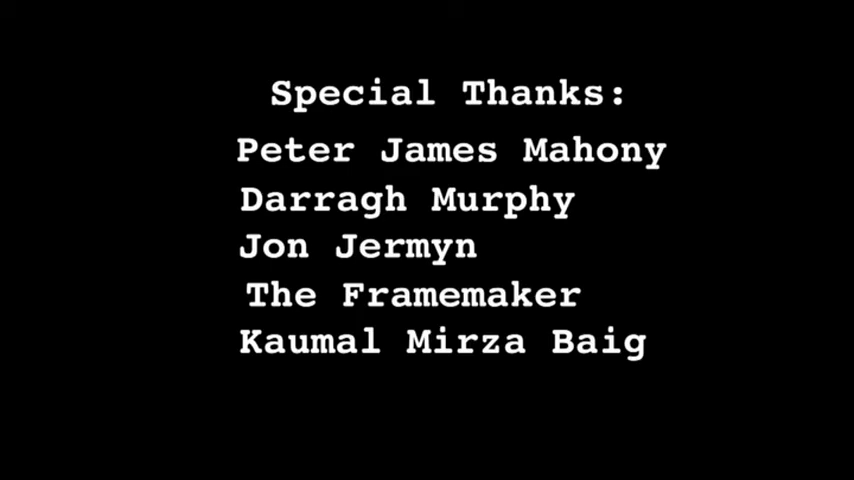 Special Thanks:
Peter James Mahony
Darragh Murphy
Jon Jermyn
The Framemaker
Kaumal Mirza Baig